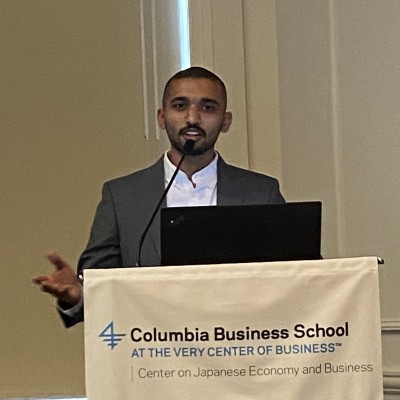 Columbia Business School
AT THE VERY CENTER OF BUSINESS™
Center on Japanese Economy and Business